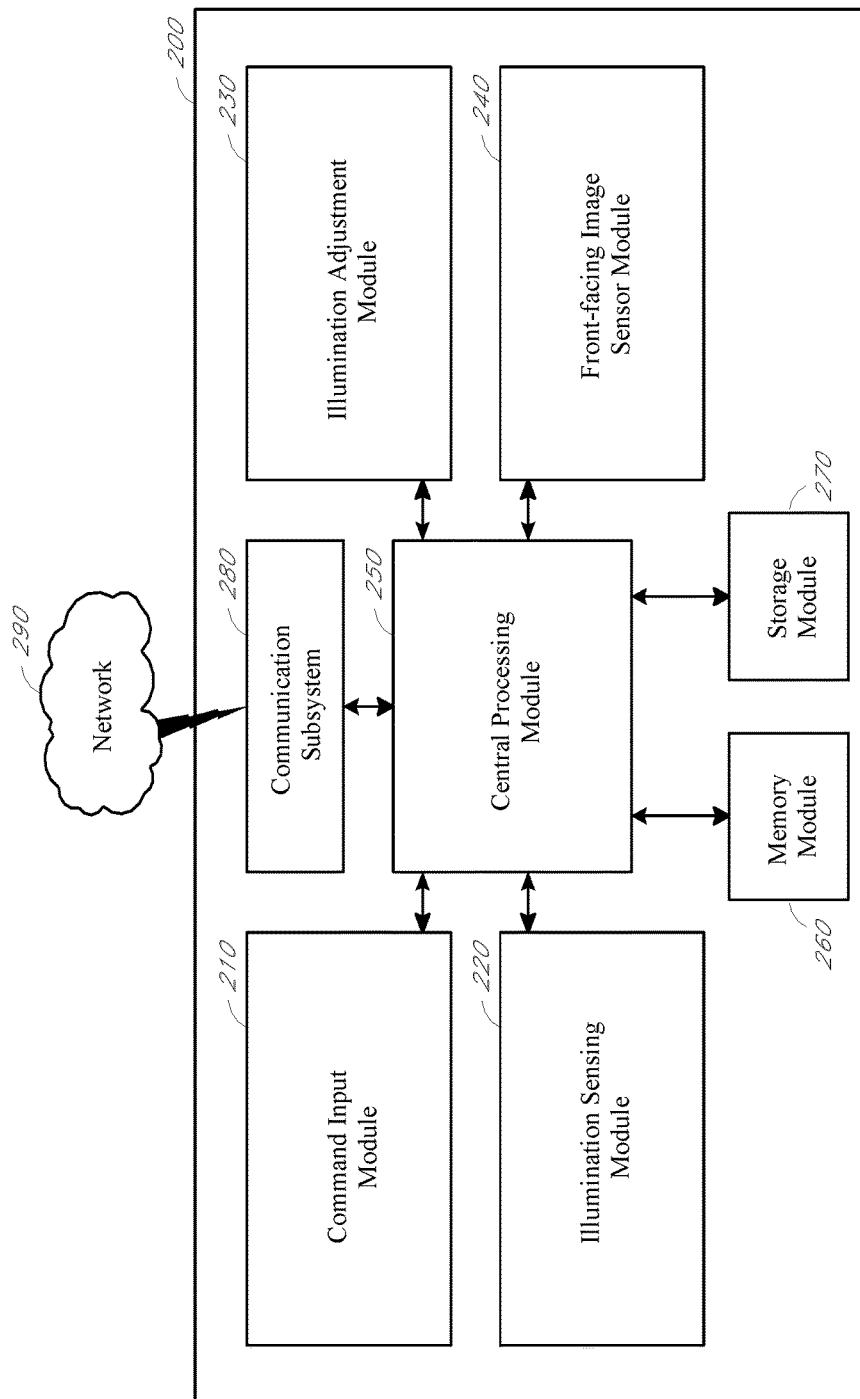 290
Network
200
210
Command Input
Module
280
Communication
Subsystem
230
Illumination Adjustment
Module
250
Central Processing
Module
220
Illumination Sensing
Module
240
Front-facing Image
Sensor Module
260
Memory
Module
270
Storage
Module